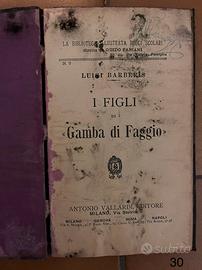 LA BIBLIOTECA ILLUSTRATA DEGLI SCOLARI
diretta da GUIDO FABIANI
N. 9
LUIGI BARBERIS
I FIGLI
DI
Gamba di Faggio
ANTONIO VALLARDI, EDITORE
MILANO, Via Stelvio
MILANO GENOVA ROMA NAPOLI
subito
30